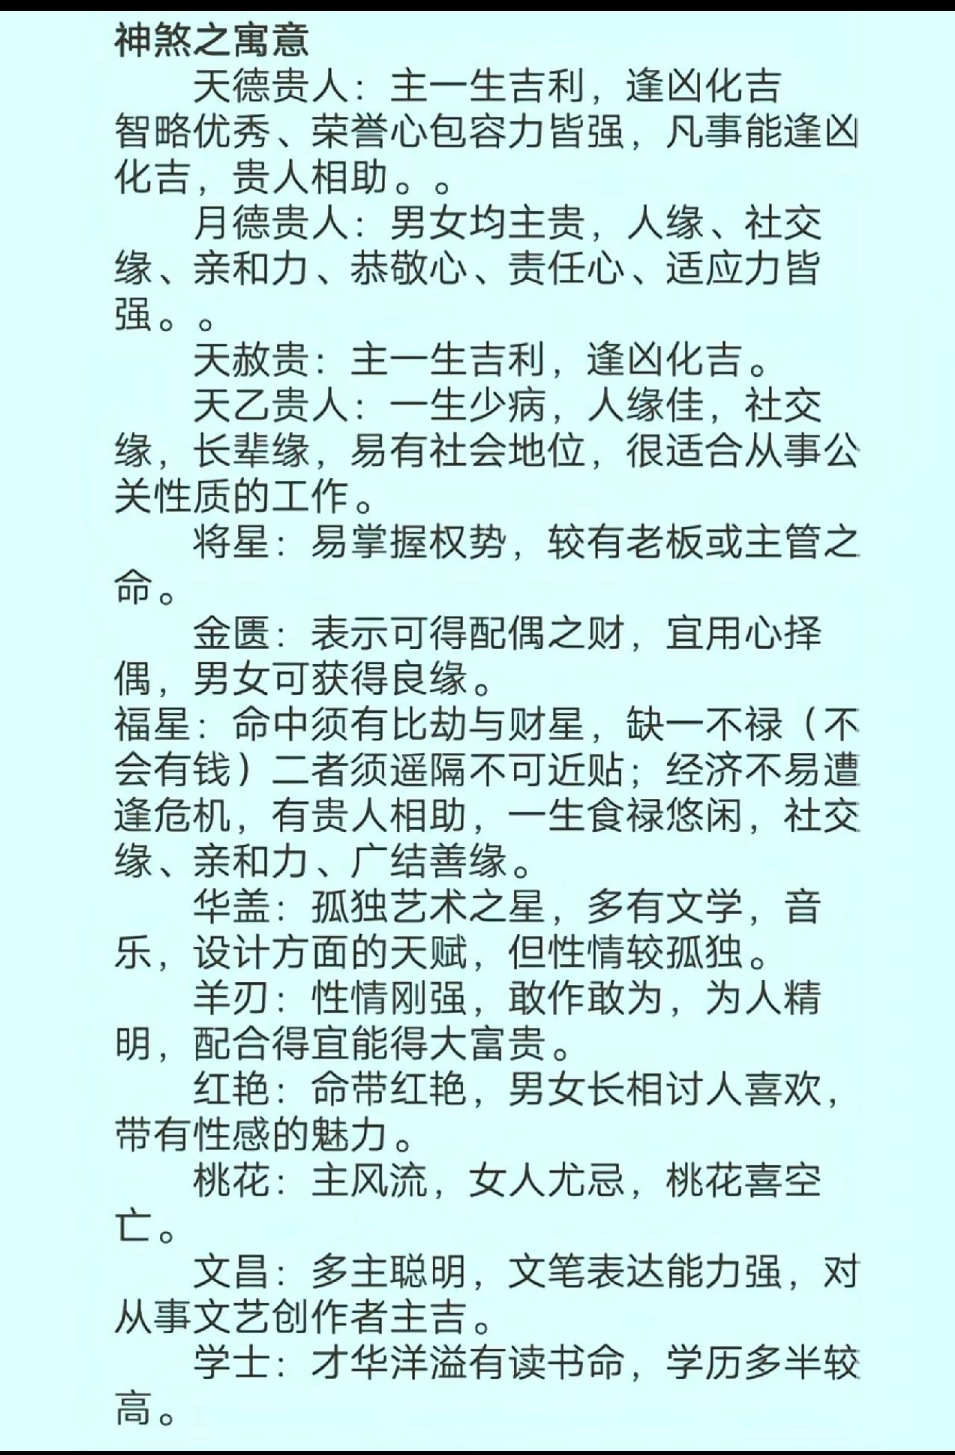 神煞之寓意
天德贵人：主一生吉利，逢凶化吉
智略优秀、荣誉心包容力皆强，凡事能逢凶
化吉，贵人相助。。
月德贵人：男女均主贵，人缘、社交
缘、亲和力、恭敬心、责任心、适应力皆
强。。
天赦贵：主一生吉利，逢凶化吉。
天乙贵人：一生少病，人缘佳，社交
缘，长辈缘，易有社会地位，很适合从事公
关性质的工作。
将星：易掌握权势，较有老板或主管之
命。
金匮：表示可得配偶之财，宜用心择
偶，男女可获得良缘。
福星：命中须有比劫与财星，缺一不禄（不
会有钱）二者须遥隔不可近贴；经济不易遭
逢危机，有贵人相助，一生食禄悠闲，社交
缘、亲和力、广结善缘。
华盖：孤独艺术之星，多有文学，音
乐，设计方面的天赋，但性情较孤独。
羊刃：性情刚强，敢作敢为，为人精
明，配合得宜能得大富贵。
红艳：命带红艳，男女长相讨人喜欢，
带有性感的魅力。
桃花：主风流，女人尤忌，桃花喜空
亡。
文昌：多主聪明，文笔表达能力强，对
从事文艺创作者主吉。
学士：才华洋溢有读书命，学历多半较
高。